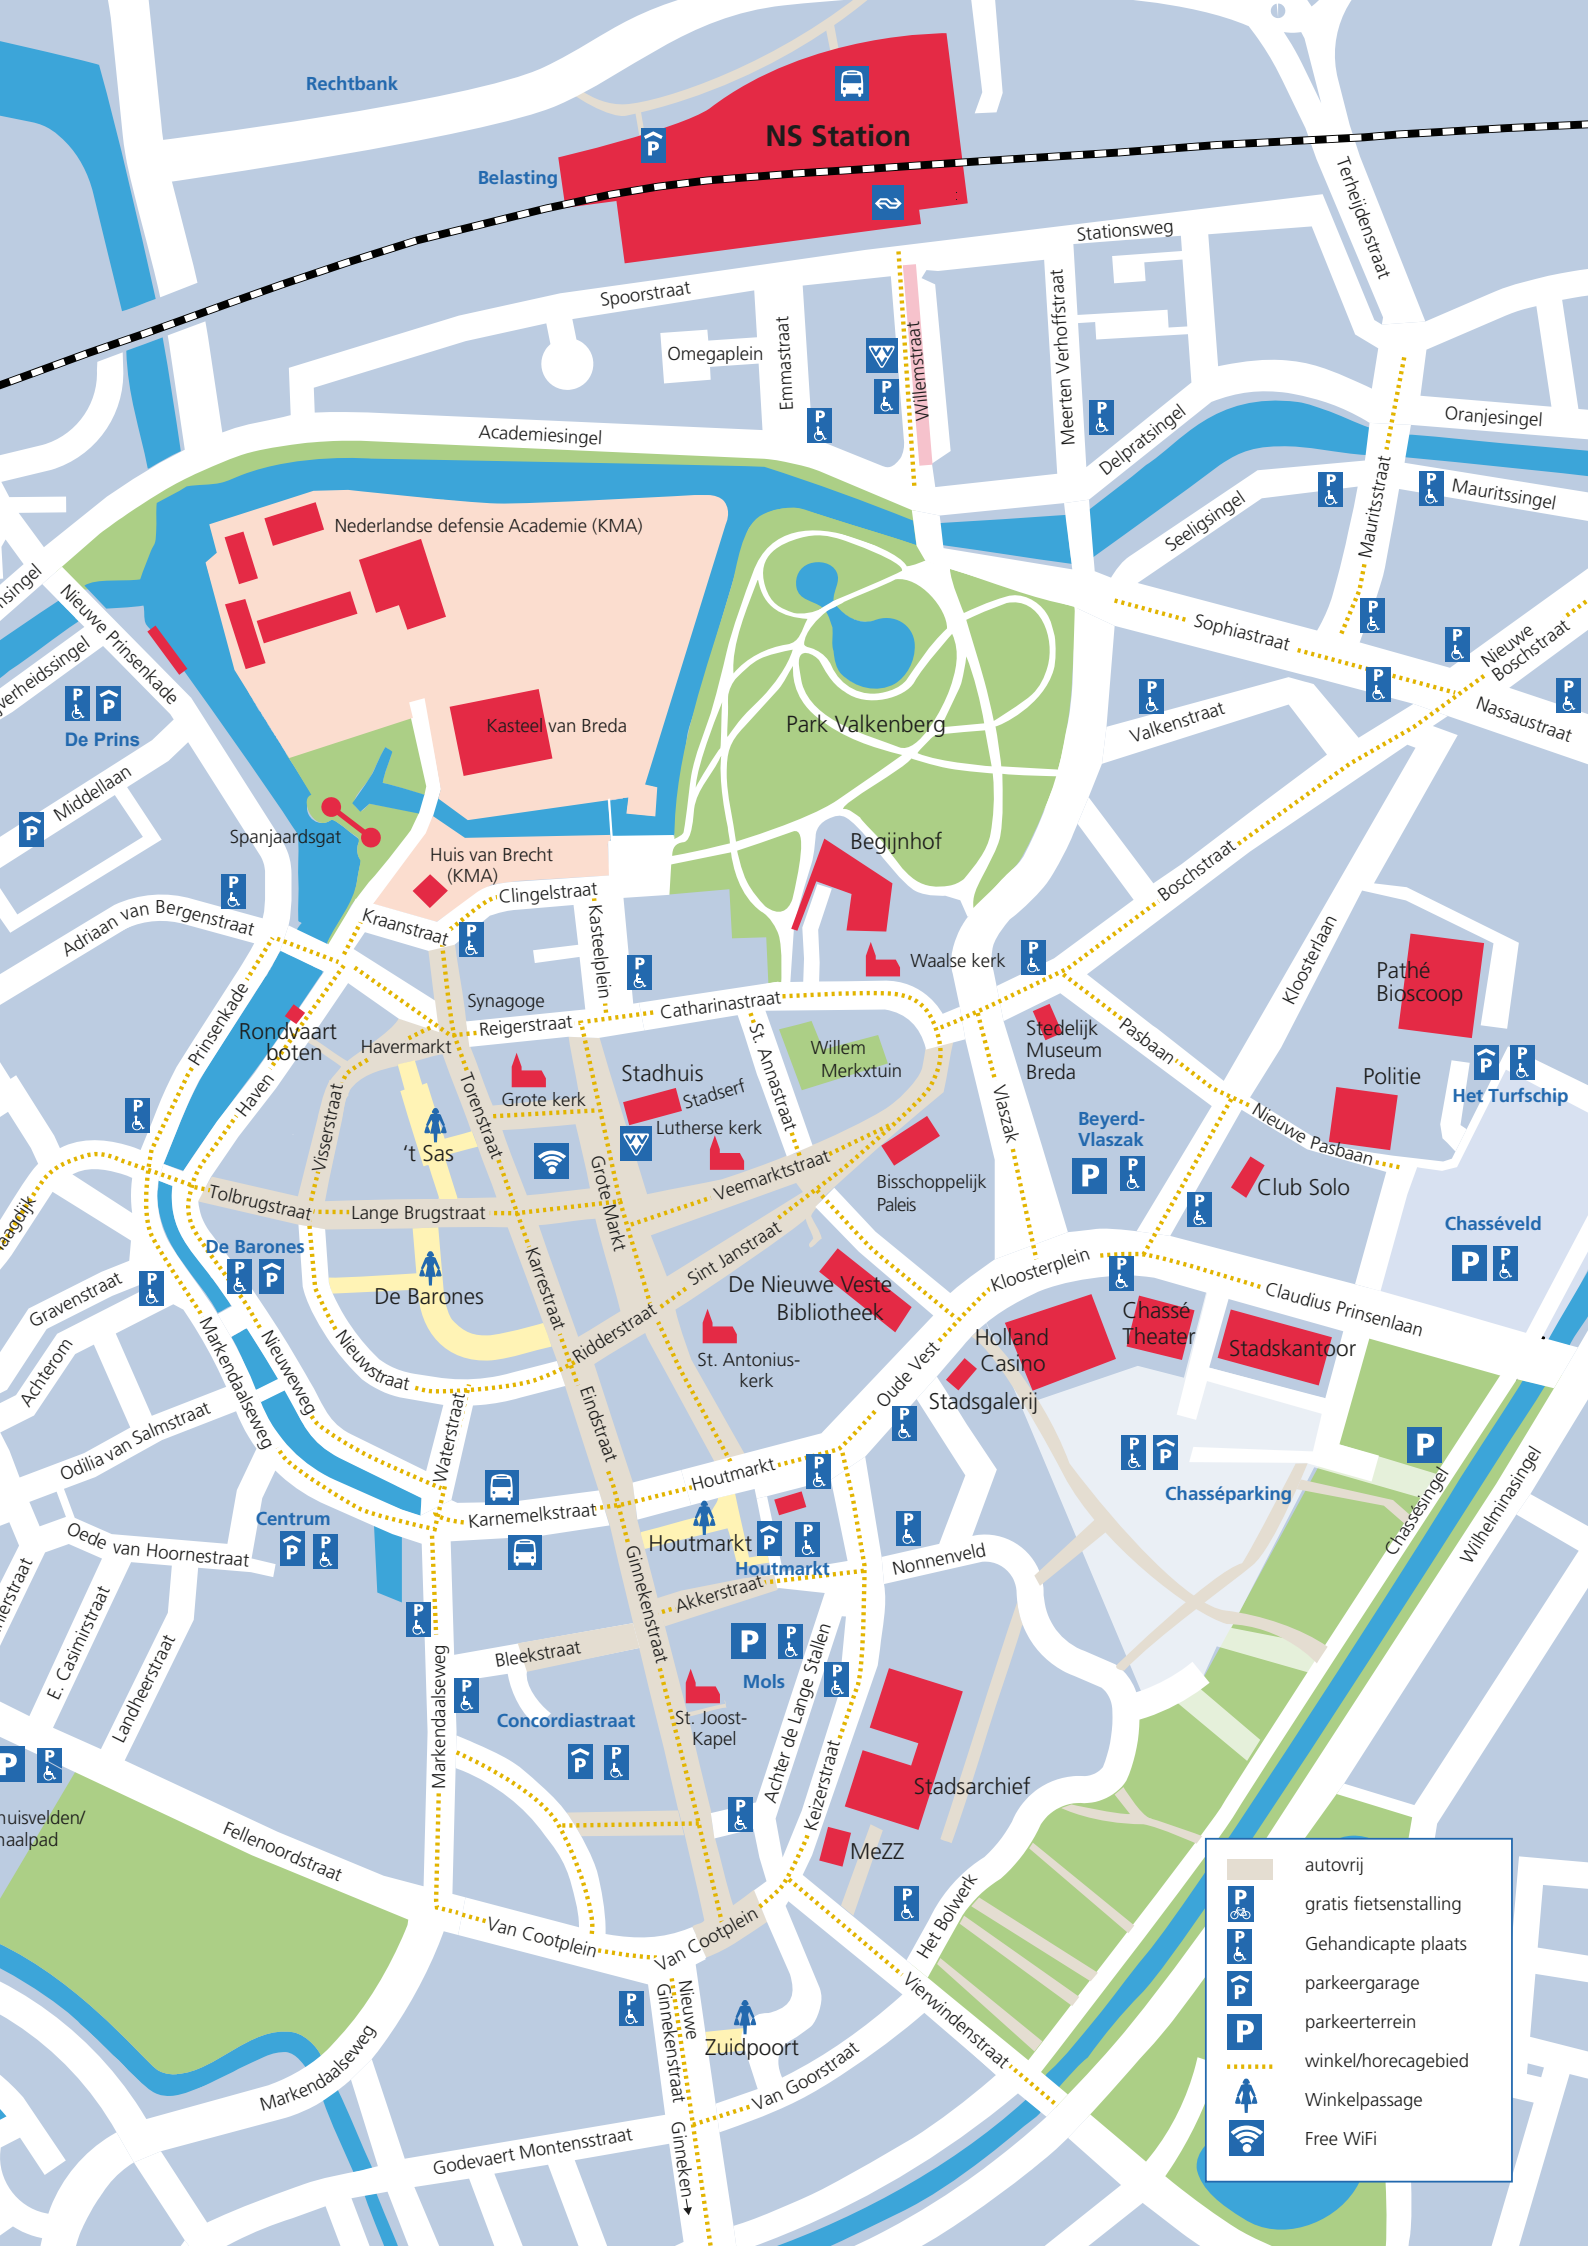 Rechtbank
NS Station
Belasting
Terheijdenstraat
Stationsweg
Spoorstraat
Omegaplein
Emmastraat
Willemstraat
Meerten Verhoffstraat
Academiesingel
Delpratsingel
Oranjesingel
Mauritssingel
Mauritsstraat
Seeligsingel
Nederlandse defensie Academie (KMA)
Nieuwe Prinsenkade
Sophiastraat
Nieuwe
Boschstraat
Nassaustraat
Valkenstraat
Kasteel van Breda
Park Valkenberg
De Prins
Middellaan
Spanjaardsgat
Huis van Brecht
(KMA)
Begijnhof
Boschstraat
Clingelstraat
Kraanstraat
Kasteelplein
Adriaan van Bergenstraat
Waalse kerk
Kloosterlaan
Pathé
Bioscoop
Synagoge
Reigerstraat
Catharinastraat
Prinsenkade
Rondvaart
boten
Havermarkt
Haven
St. Annastraat
Willem
Merkxtuin
Stedelijk
Museum
Breda
Pasbaan
Politie
Het Turfschip
Stadhuis
Stadserf
Grote kerk
Torenstraat
Lutherse kerk
Vlaszak
Beyerd-
Vlaszak
Nieuwe Pasbaan
Visserstraat
't Sas
Grote Markt
Veemarktstraat
Bisschoppelijk
Paleis
Club Solo
Tolbrugstraat
Lange Brugstraat
Chasséveld
De Barones
Sint Janstraat
Kloosterplein
Gravenstraat
De Barones
Karrestraat
De Nieuwe Veste
Bibliotheek
Claudius Prinsenlaan
Chassé
Theater
Holland
Casino
Stadskantoor
Achterom
Markendaalseweg
Nieuweweg
Nieuwstraat
Ridderstraat
St. Antonius-
kerk
Oude Vest
Stadsgalerij
Odilia van Salmstraat
Waterstraat
Eindstraat
Houtmarkt
Chasséparking
Chassésingel
Wilhelminasingel
Centrum
Karnemelkstraat
Houtmarkt
Houtmarkt
Nonnenveld
Oede van Hoornestraat
Ginnekenstraat
Akkerstraat
E. Casimirstraat
Landheerstraat
Bleekstraat
Markendaalseweg
Mols
Achter de Lange Stallen
Concordiastraat
St. Joost-
Kapel
Keizerstraat
Stadsarchief
MeZZ
Fellenoordstraat
Van Cootplein
Van Cootplein
Het Bolwerk
Vierwindenstraat
Nieuwe
Ginnekenstraat
Zuidpoort
Van Goorstraat
Markendaalseweg
Godevaert Montensstraat
Ginneken
autovrij
gratis fietsenstalling
Gehandicapte plaats
parkeergarage
parkeerterrein
winkel/horecagebied
Winkelpassage
Free WiFi